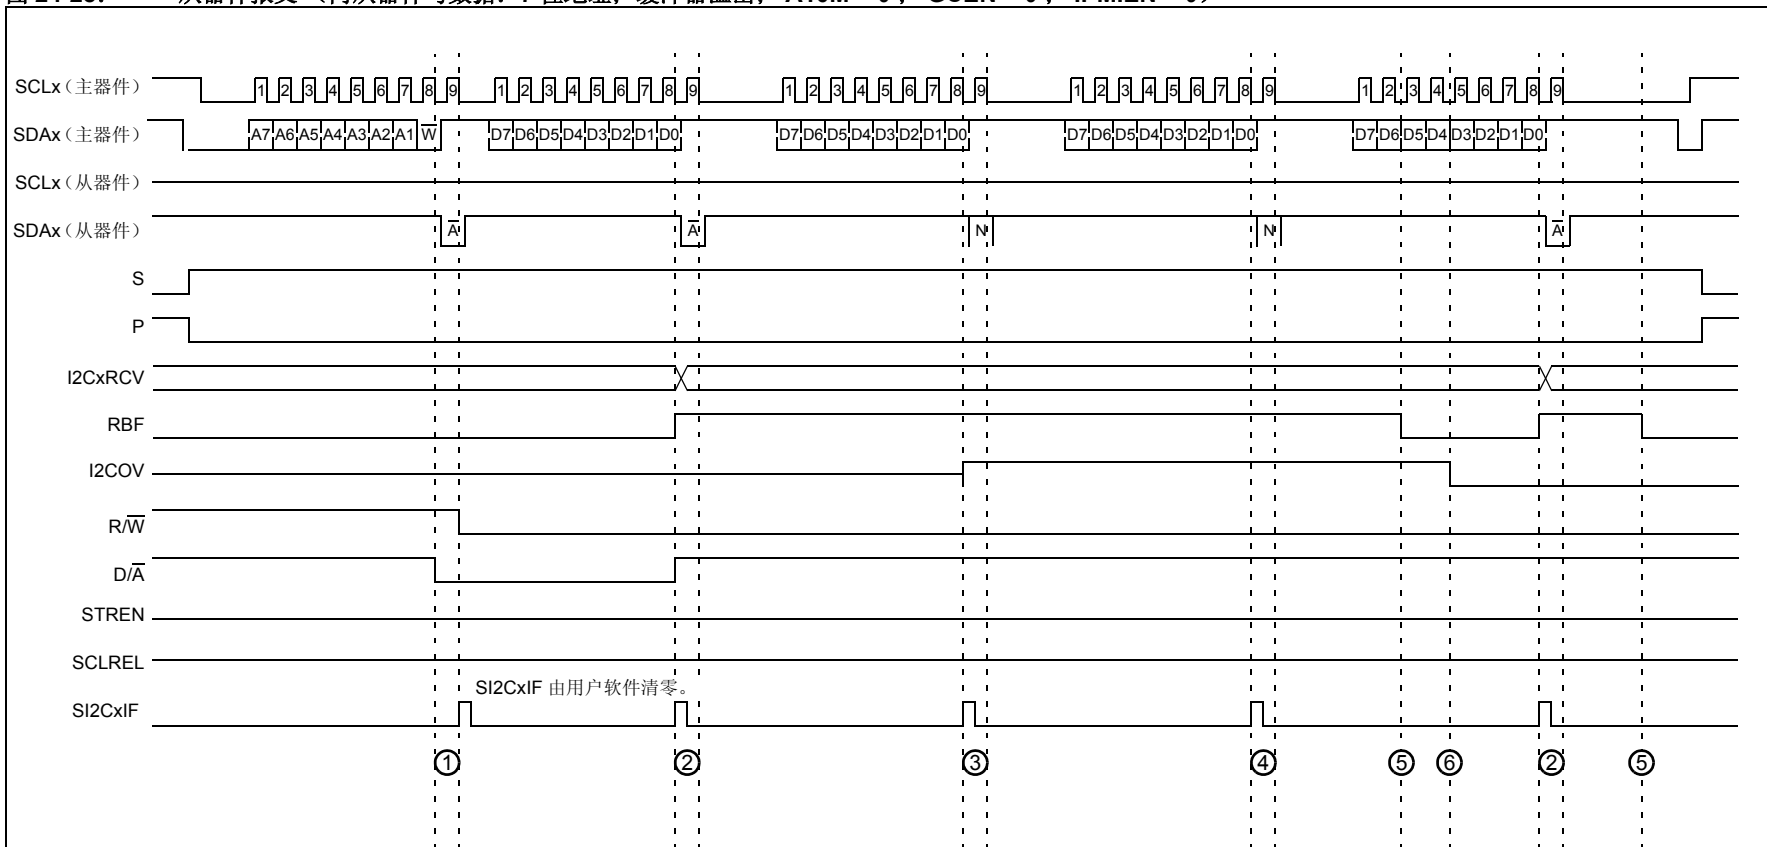 SCLx（主器件）
1 2 3 4 5 6 7 8 9 1 2 3 4 5 6 7 8 9 1 2 3 4 5 6 7 8 9 1 2 3 4 5 6 7 8 9 1 2 3 4 5 6 7 8 9
SDAx（主器件）
A7 A6 A5 A4 A3 A2 A1 W̅ D7 D6 D5 D4 D3 D2 D1 D0 D7 D6 D5 D4 D3 D2 D1 D0 D7 D6 D5 D4 D3 D2 D1 D0 D7 D6 D5 D4 D3 D2 D1 D0
SCLx（从器件）
SDAx（从器件）
A̅ A̅ N N A̅
S
P
I2CxRCV
RBF
I2COV
R/W̅
D/A̅
STREN
SCLREL
SI2CxIF 由用户软件清零。
SI2CxIF
① ② ③ ④ ⑤ ⑥ ② ⑤